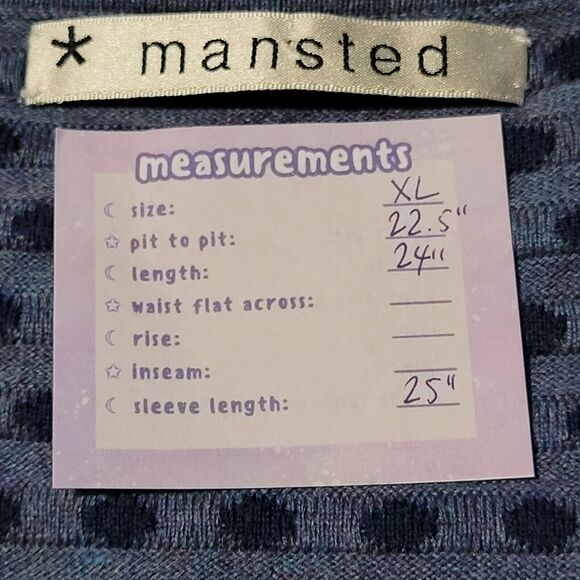 * mansted
measurements
size: XL
pit to pit: 22.5"
length: 24"
waist flat across:
rise:
inseam:
sleeve length: 25"